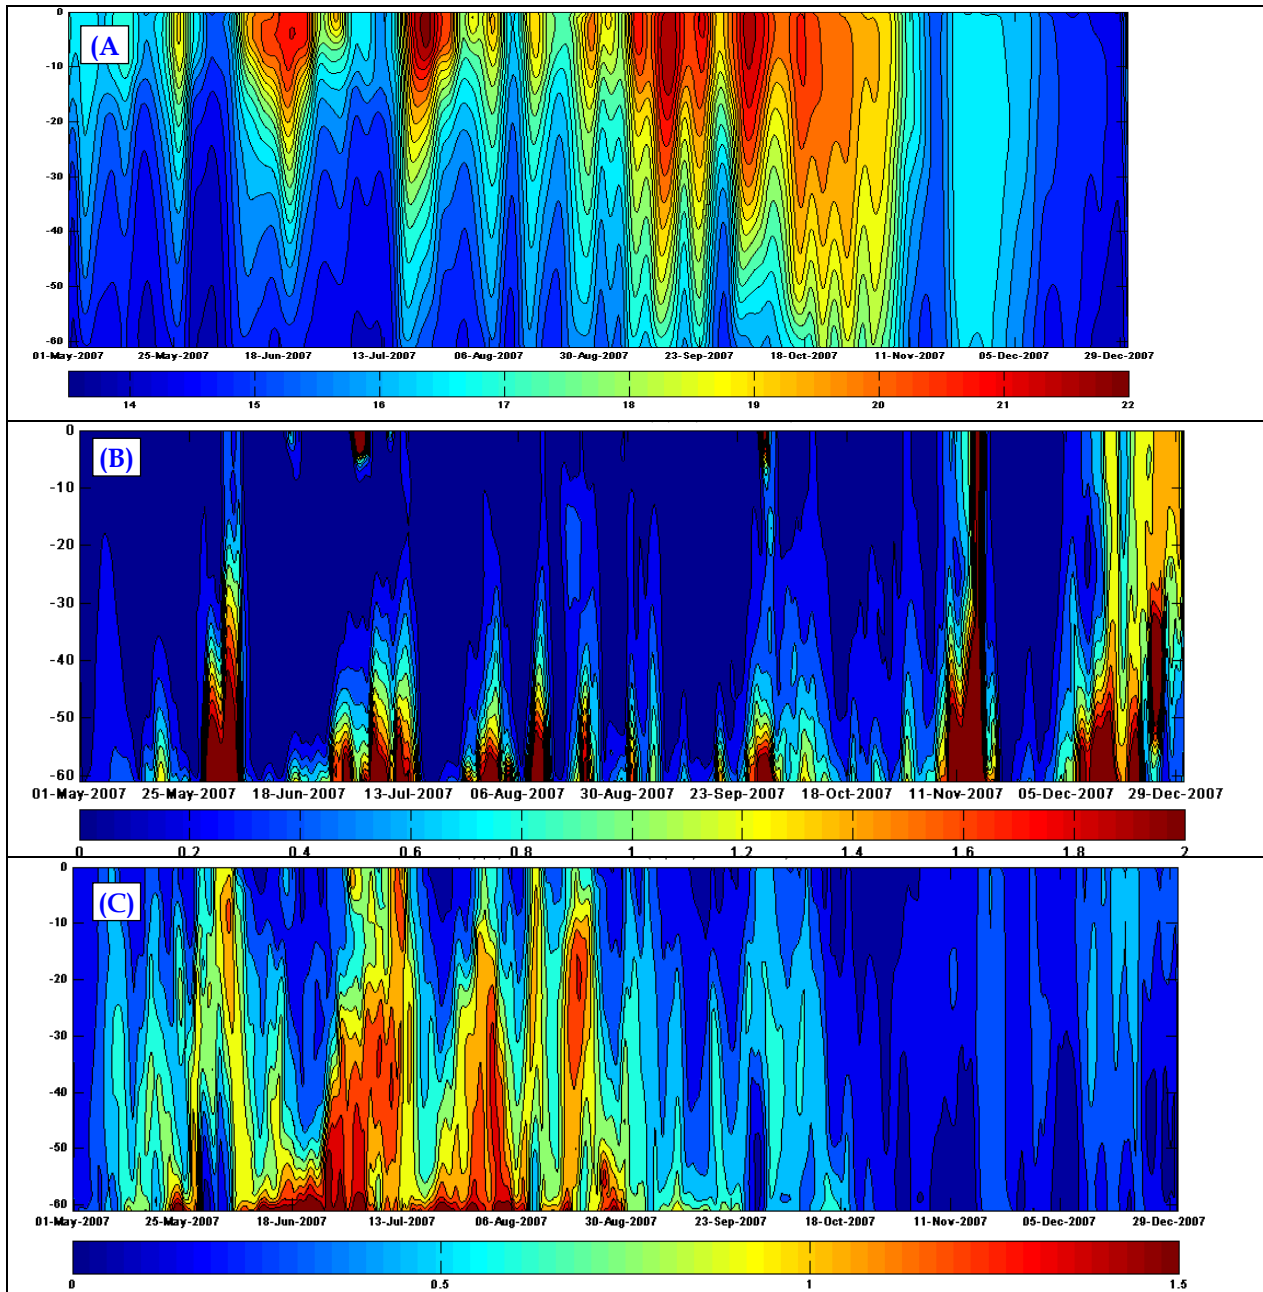 0
(A
-10
-20
-30
-40
-50
-60
01-May-2007 25-May-2007 18-Jun-2007 13-Jul-2007 06-Aug-2007 30-Aug-2007 23-Sep-2007 18-Oct-2007 11-Nov-2007 05-Dec-2007 29-Dec-2007
14 15 16 17 18 19 20 21 22
0
(B)
-10
-20
-30
-40
-50
-60
01-May-2007 25-May-2007 18-Jun-2007 13-Jul-2007 06-Aug-2007 30-Aug-2007 23-Sep-2007 18-Oct-2007 11-Nov-2007 05-Dec-2007 29-Dec-2007
0 0.2 0.4 0.6 0.8 1 1.2 1.4 1.6 1.8 2
0
(C)
-10
-20
-30
-40
-50
-60
01-May-2007 25-May-2007 18-Jun-2007 13-Jul-2007 06-Aug-2007 30-Aug-2007 23-Sep-2007 18-Oct-2007 11-Nov-2007 05-Dec-2007 29-Dec-2007
0 0.5 1 1.5